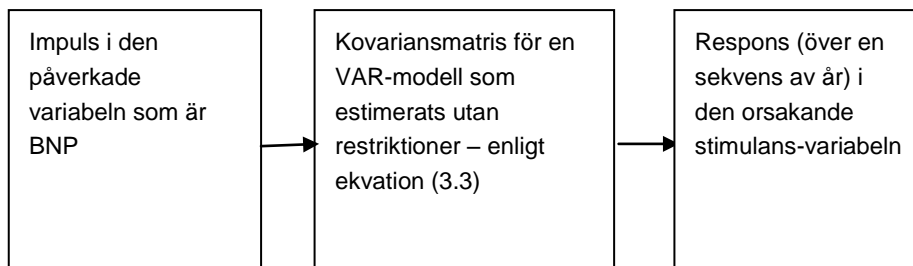 Impuls i den
påverkade
variabeln som är
BNP
Kovariansmatris för en
VAR-modell som
estimerats utan
restriktioner – enligt
ekvation (3.3)
Respons (över en
sekvens av år) i
den orsakande
stimulans-variabeln